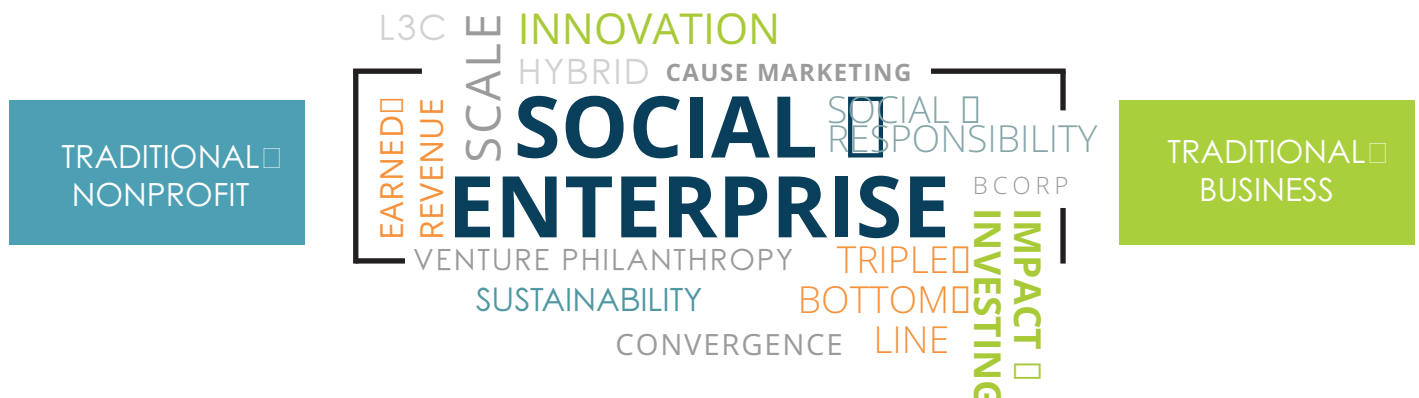 TRADITIONAL
NONPROFIT
L3C
SCALE
INNOVATION
HYBRID
CAUSE MARKETING
EARNED
REVENUE
SOCIAL
ENTERPRISE
SOCIAL
RESPONSIBILITY
BCORP
VENTURE PHILANTHROPY
TRIPLE
BOTTOM
LINE
IMPACT
INVESTING
SUSTAINABILITY
CONVERGENCE
TRADITIONAL
BUSINESS